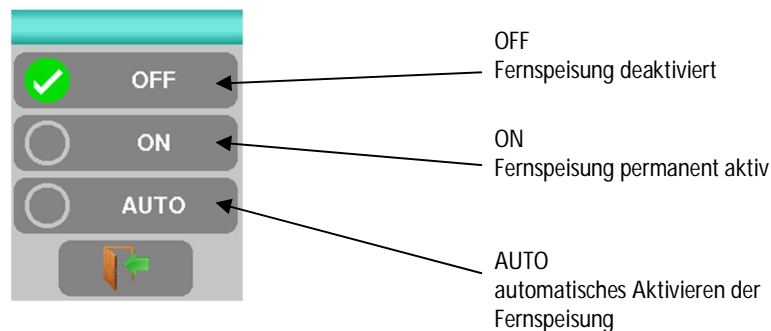 OFF
ON
AUTO
OFF
Fernspeisung deaktiviert
ON
Fernspeisung permanent aktiv
AUTO
automatisches Aktivieren der
Fernspeisung